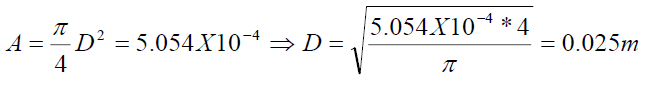 A = π/4 D² = 5.054X10⁻⁴ ⇒ D = √(5.054X10⁻⁴ * 4 / π) = 0.025m